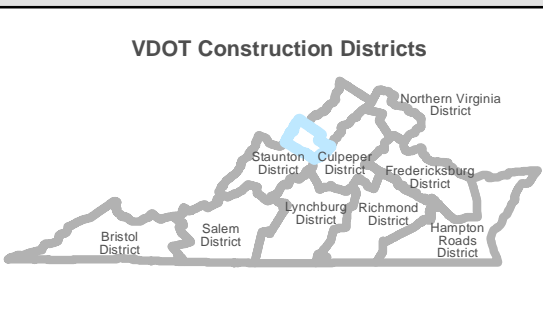 VDOT Construction Districts
Northern Virginia
District
Staunton
District
Culpeper
District
Fredericksburg
District
Lynchburg
District
Richmond
District
Bristol
District
Salem
District
Hampton
Roads
District